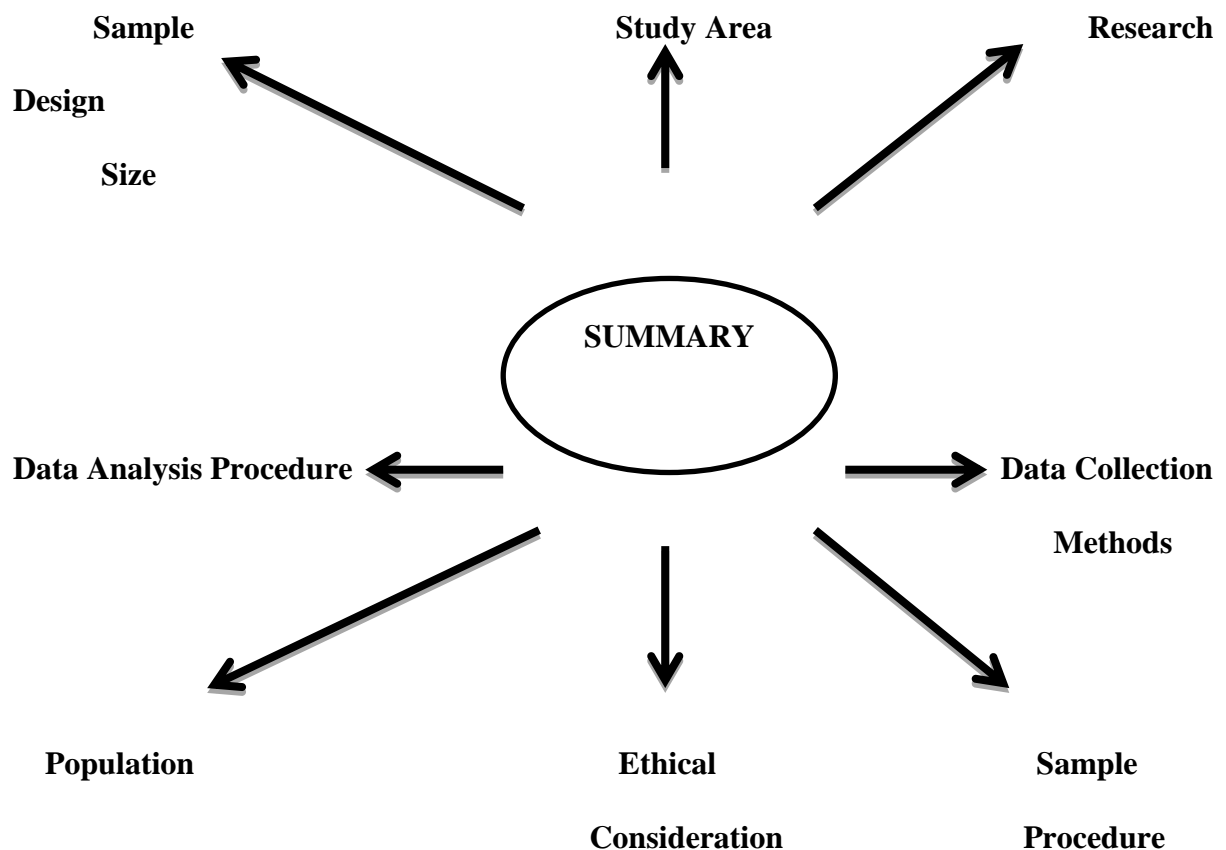 Sample Study Area Research
Design
Size
SUMMARY
Data Analysis Procedure Data Collection
Methods
Population Ethical Sample
Consideration Procedure